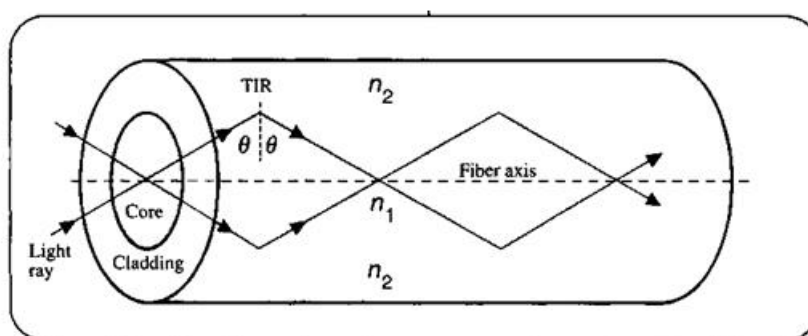 TIR
n₂
θ θ
Fiber axis
n₁
Core
Light
ray
Cladding
n₂